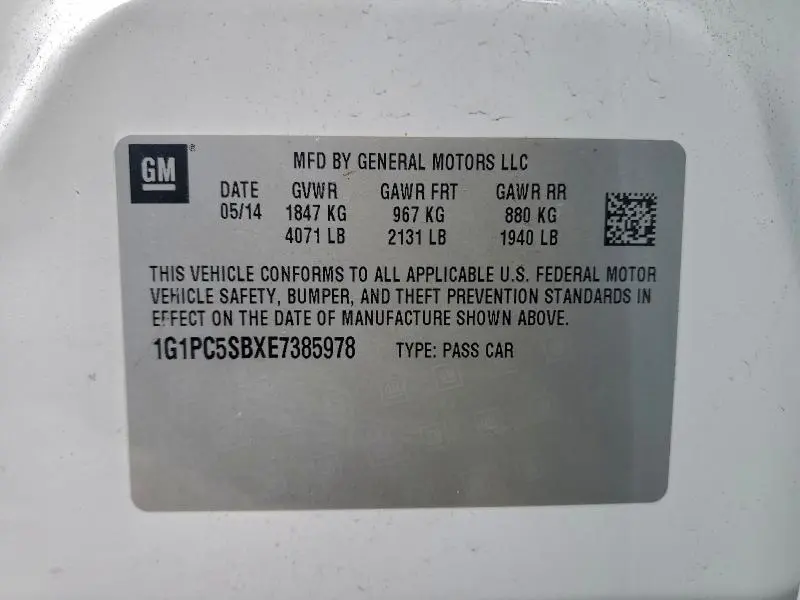 GM®
MFD BY GENERAL MOTORS LLC
DATE GVWR GAWR FRT GAWR RR
05/14 1847 KG 967 KG 880 KG
4071 LB 2131 LB 1940 LB
THIS VEHICLE CONFORMS TO ALL APPLICABLE U.S. FEDERAL MOTOR
VEHICLE SAFETY, BUMPER, AND THEFT PREVENTION STANDARDS IN
EFFECT ON THE DATE OF MANUFACTURE SHOWN ABOVE.
1G1PC5SBXE7385978 TYPE: PASS CAR